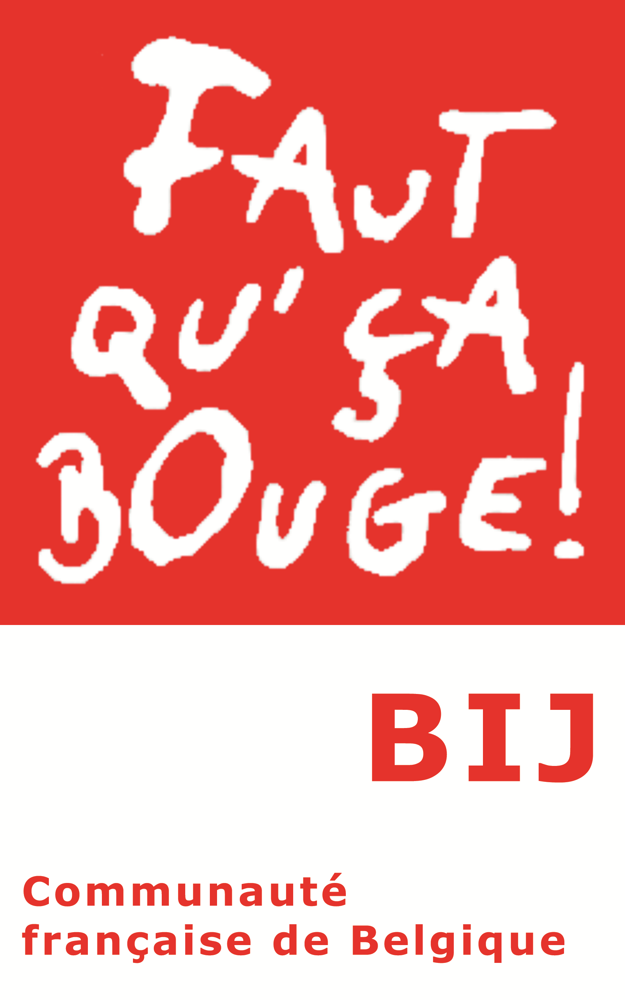 FAUT
QU'ÇA
BOUGE!
BIJ
Communauté
française de Belgique